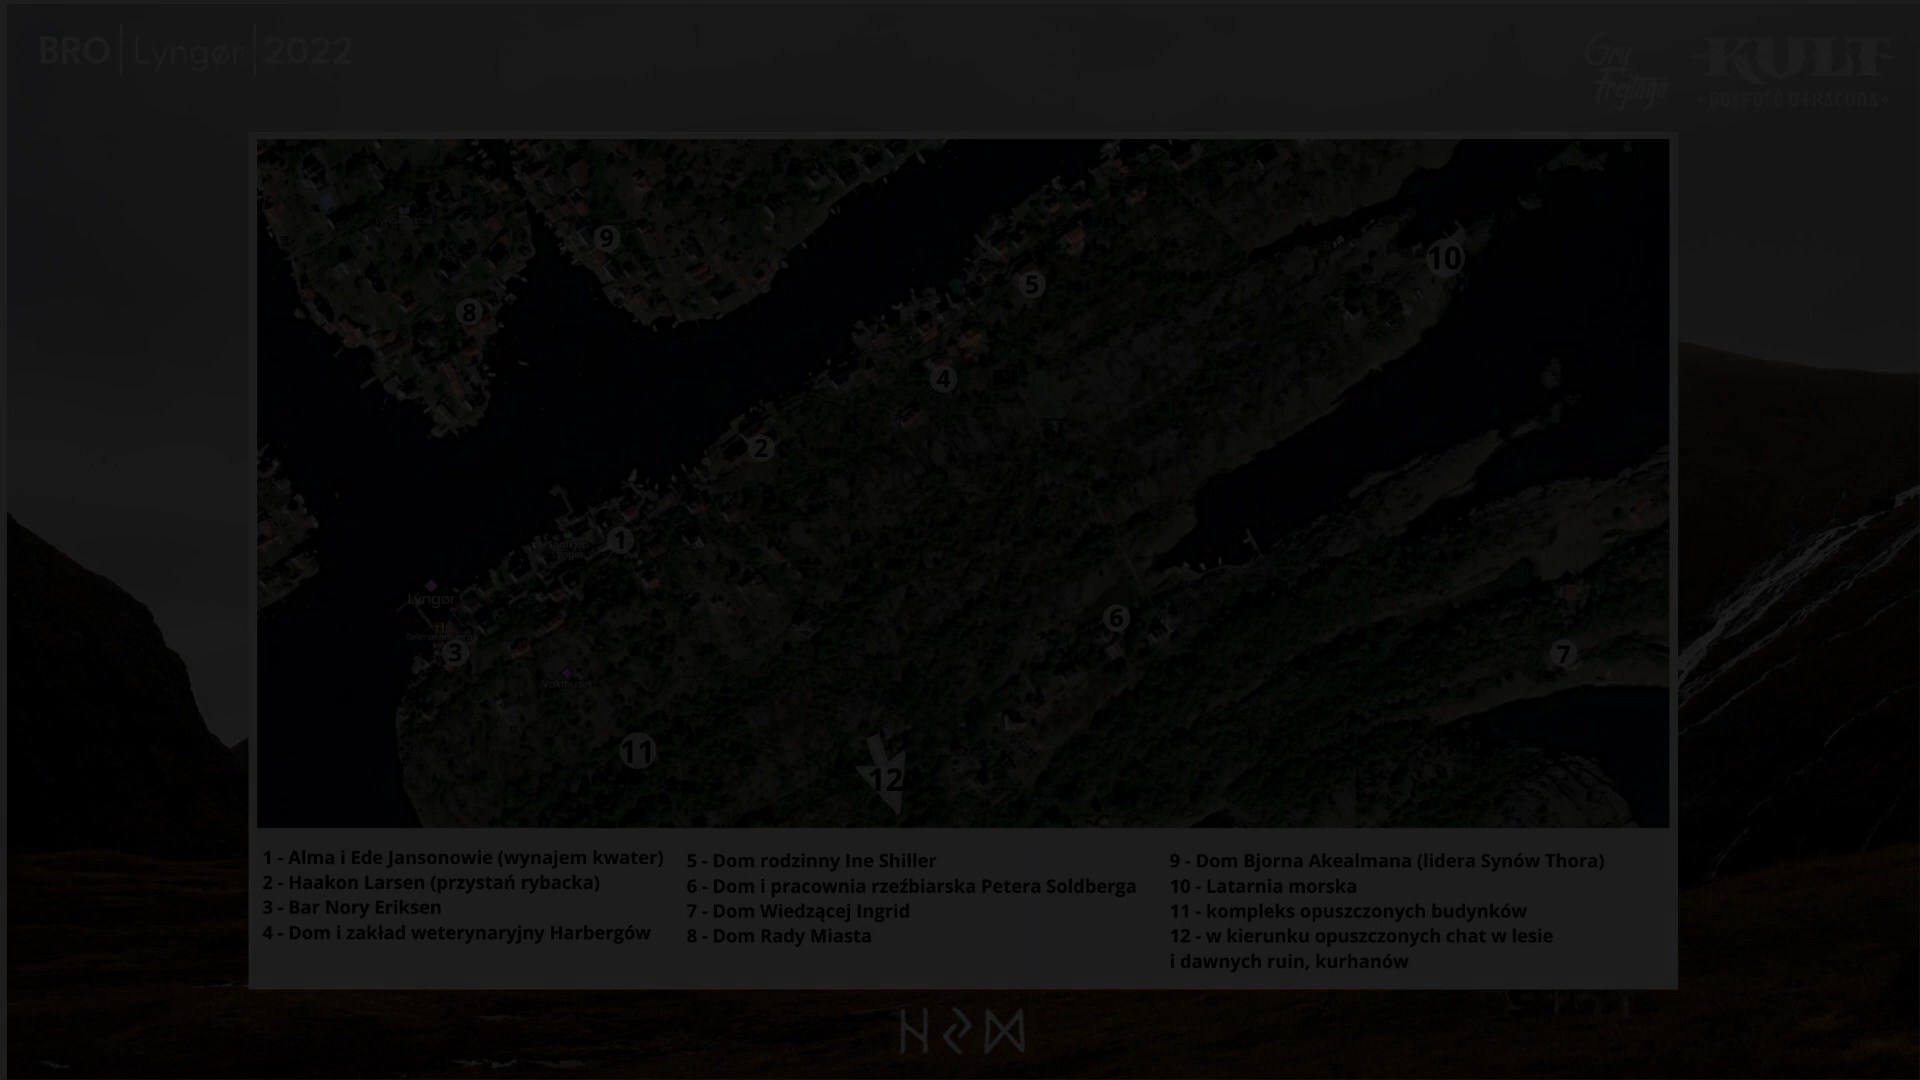 BRO | Lyngør | 2022
Gry Frejtaga
KULT
BOSKOŚĆ UTRACONA
9
10
5
8
4
2
1
Lyngør
6
3
7
11
12
1 - Alma i Ede Jansonowie (wynajem kwater)
2 - Haakon Larsen (przystań rybacka)
3 - Bar Nory Eriksen
4 - Dom i zakład weterynaryjny Harbergów
5 - Dom rodzinny Ine Shiller
6 - Dom i pracownia rzeźbiarska Petera Soldberga
7 - Dom Wiedzącej Ingrid
8 - Dom Rady Miasta
9 - Dom Bjorna Akealmana (lidera Synów Thora)
10 - Latarnia morska
11 - kompleks opuszczonych budynków
12 - w kierunku opuszczonych chat w lesie
i dawnych ruin, kurhanów